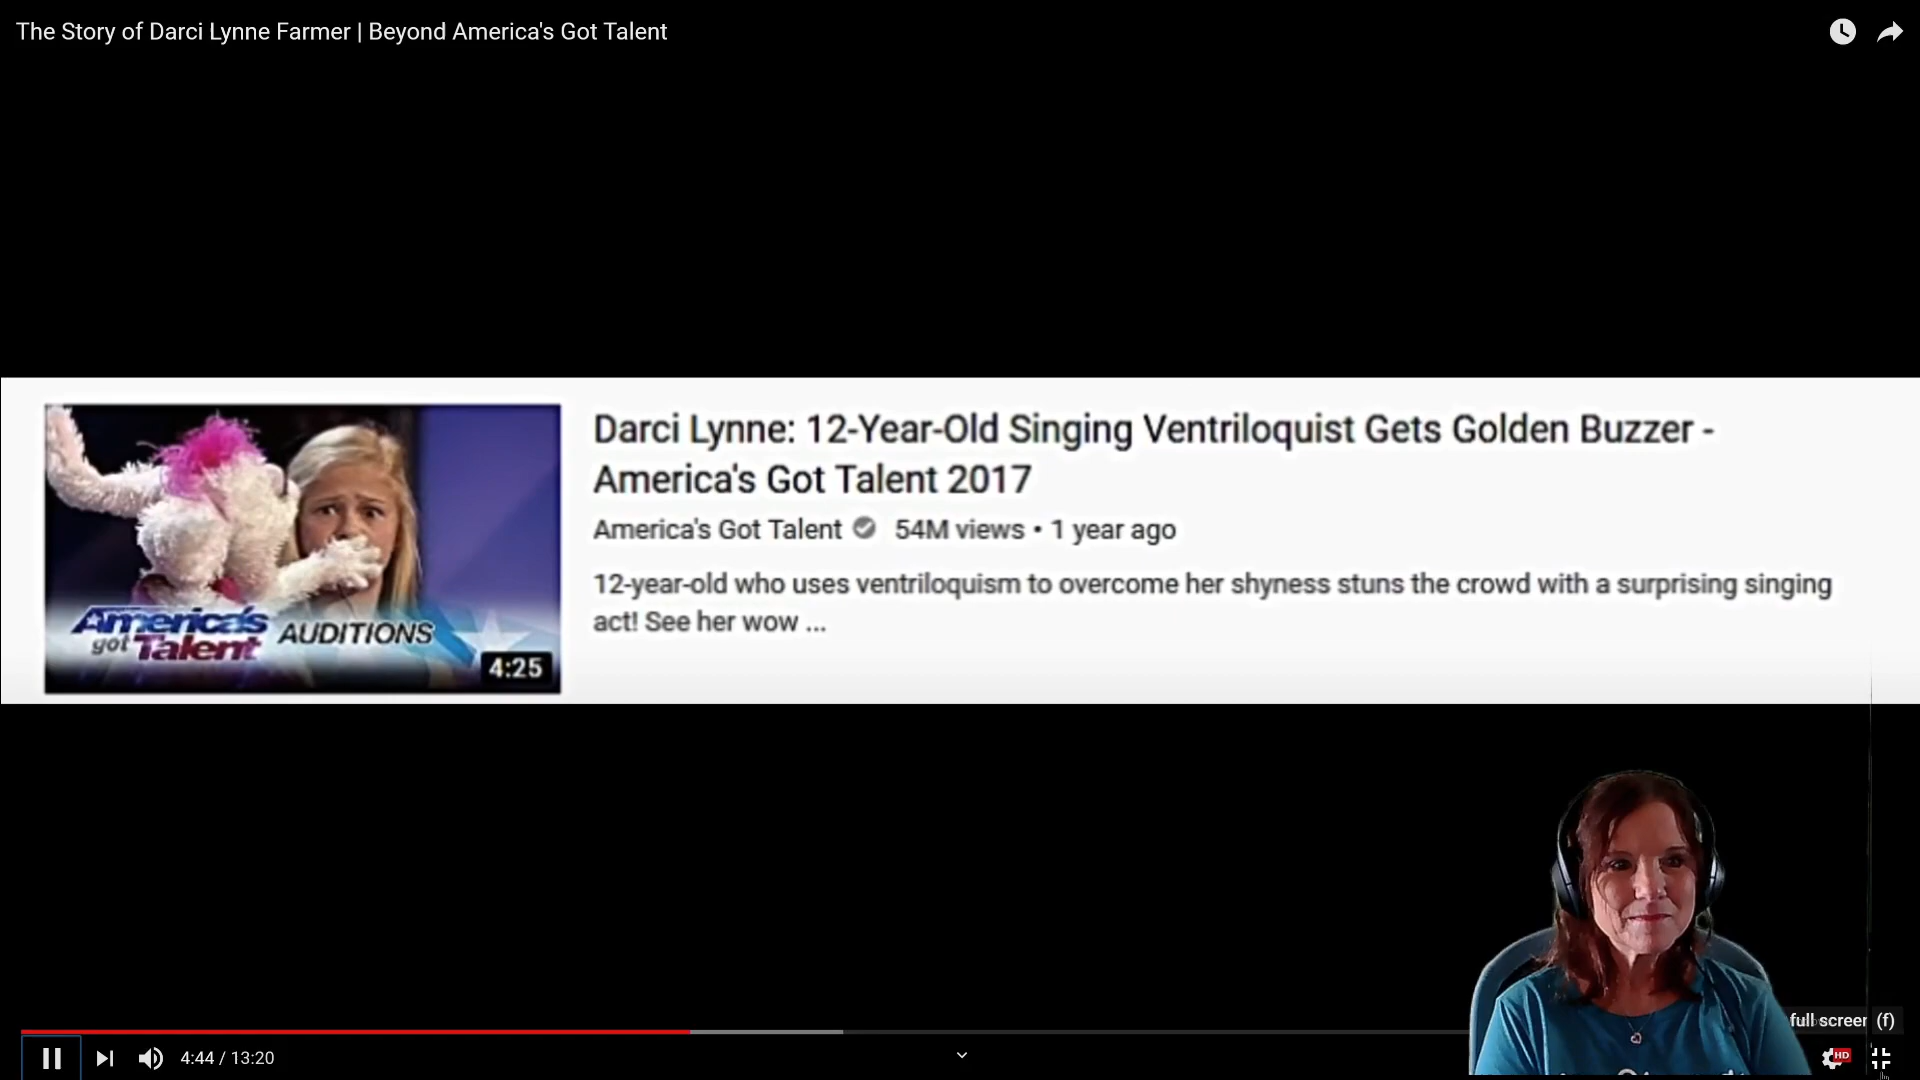 The Story of Darci Lynne Farmer | Beyond America's Got Talent
Darci Lynne: 12-Year-Old Singing Ventriloquist Gets Golden Buzzer -
America's Got Talent 2017
America's Got Talent 54M views • 1 year ago
12-year-old who uses ventriloquism to overcome her shyness stuns the crowd with a surprising singing
act! See her wow ...
America's
got Talent AUDITIONS
4:25
full screen (f)
4:44 / 13:20
HD